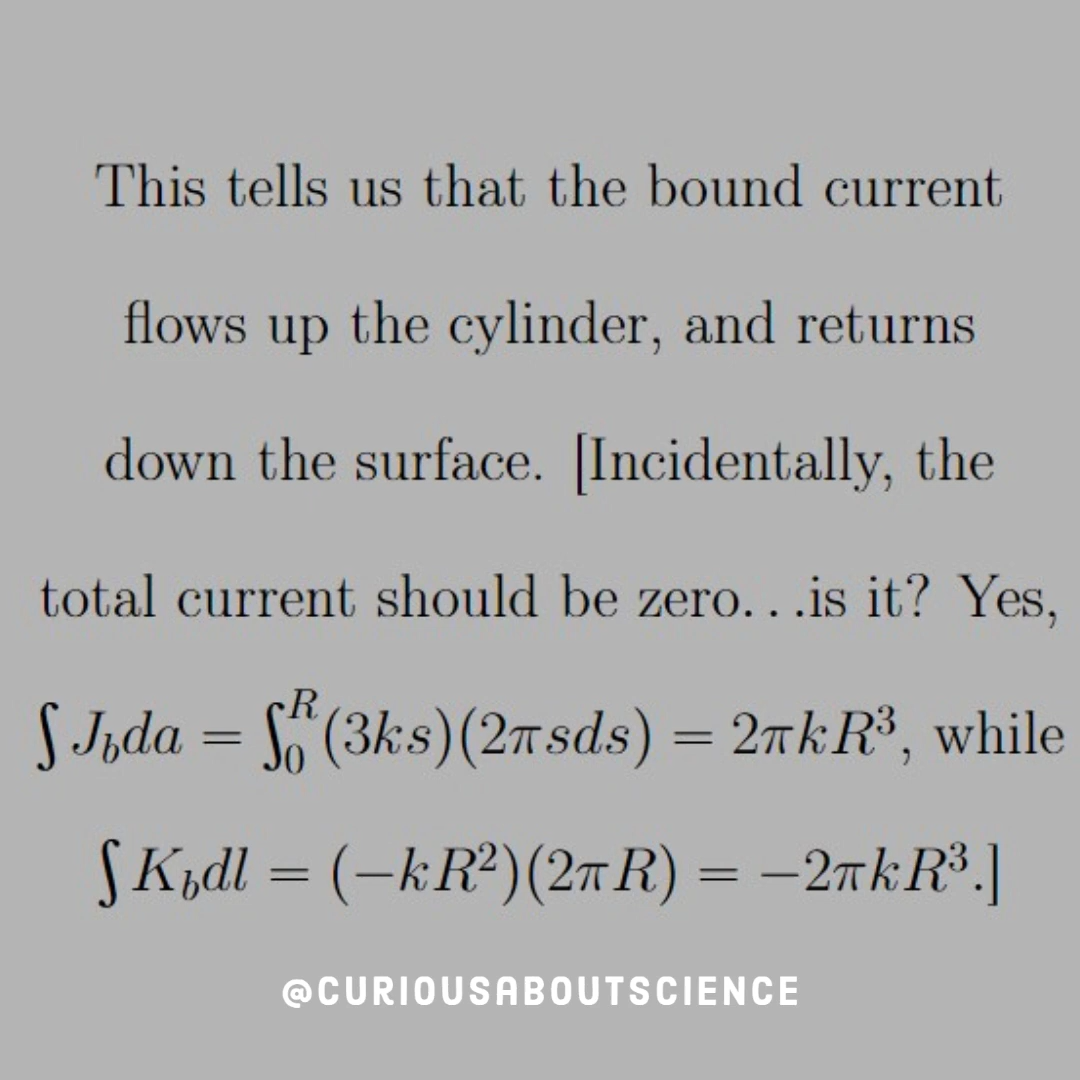 This tells us that the bound current
flows up the cylinder, and returns
down the surface. [Incidentally, the
total current should be zero...is it? Yes,
∫ J_b da = ∫_0^R (3ks)(2πsds) = 2πkR³, while
∫ K_b dl = (−kR²)(2πR) = −2πkR³.]
@CURIOUSABOUTSCIENCE